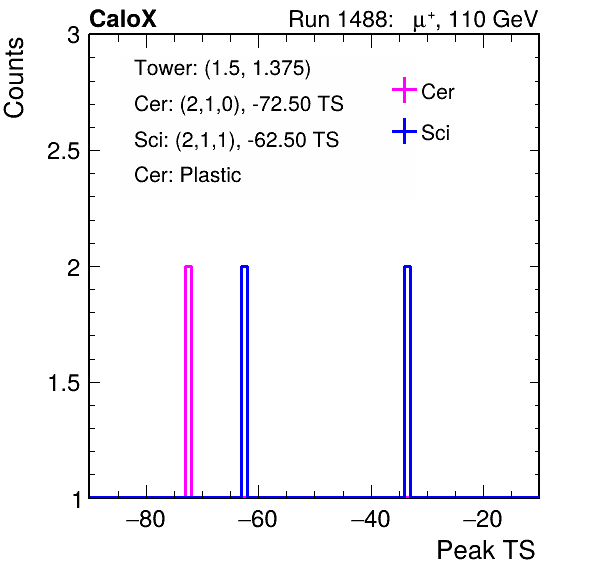 CaloX Run 1488: μ⁺, 110 GeV
Counts
Tower: (1.5, 1.375)
Cer: (2,1,0), -72.50 TS
Sci: (2,1,1), -62.50 TS
Cer: Plastic
Cer
Sci
3
2.5
2
1.5
1
−80 −60 −40 −20
Peak TS